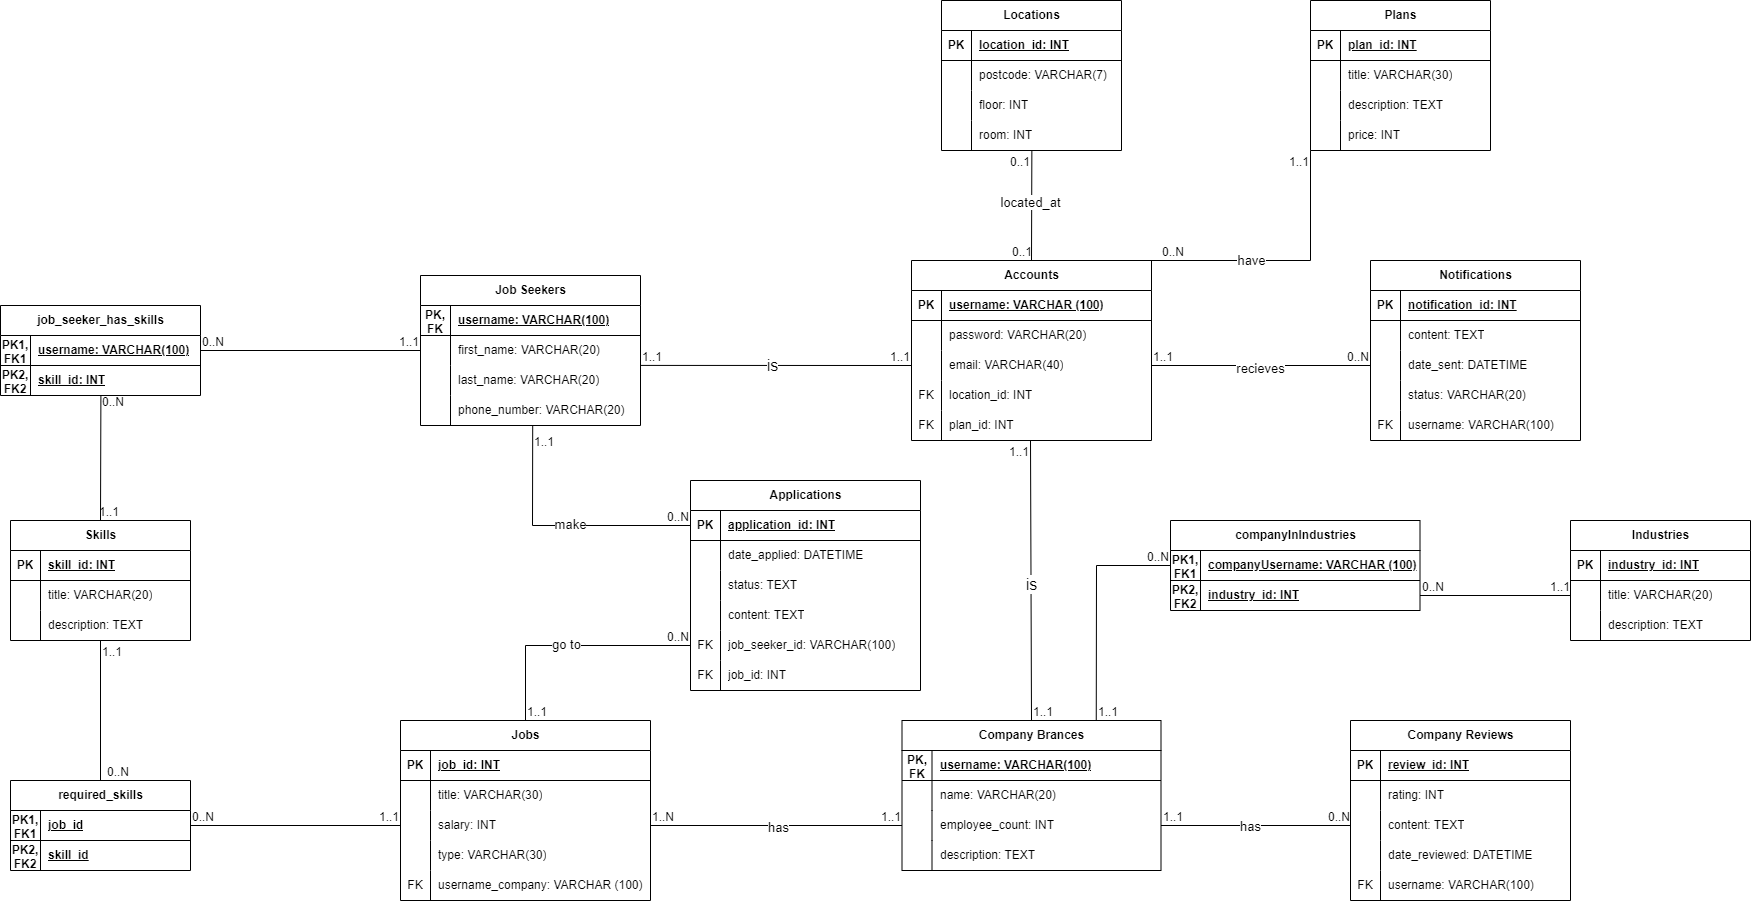 Locations
PK location_id: INT
postcode: VARCHAR(7)
floor: INT
room: INT
Plans
PK plan_id: INT
title: VARCHAR(30)
description: TEXT
price: INT
0..1
located_at
0..1
1..1
have
0..N
Accounts
PK username: VARCHAR (100)
password: VARCHAR(20)
email: VARCHAR(40)
FK location_id: INT
FK plan_id: INT
Notifications
PK notification_id: INT
content: TEXT
date_sent: DATETIME
status: VARCHAR(20)
FK username: VARCHAR(100)
1..1
recieves
0..N
Job Seekers
PK, FK username: VARCHAR(100)
first_name: VARCHAR(20)
last_name: VARCHAR(20)
phone_number: VARCHAR(20)
1..1
is
1..1
job_seeker_has_skills
PK1, FK1 username: VARCHAR(100)
PK2, FK2 skill_id: INT
0..N
1..1
0..N
1..1
Skills
PK skill_id: INT
title: VARCHAR(20)
description: TEXT
1..1
0..N
1..1
make
0..N
Applications
PK application_id: INT
date_applied: DATETIME
status: TEXT
content: TEXT
FK job_seeker_id: VARCHAR(100)
FK job_id: INT
0..N
go to
1..1
1..1
is
1..1
companyInIndustries
PK1, FK1 companyUsername: VARCHAR (100)
PK2, FK2 industry_id: INT
0..N
1..1
0..N
1..1
Industries
PK industry_id: INT
title: VARCHAR(20)
description: TEXT
required_skills
PK1, FK1 job_id
PK2, FK2 skill_id
0..N
1..1
Jobs
PK job_id: INT
title: VARCHAR(30)
salary: INT
type: VARCHAR(30)
FK username_company: VARCHAR (100)
1..N
has
1..1
Company Brances
PK, FK username: VARCHAR(100)
name: VARCHAR(20)
employee_count: INT
description: TEXT
1..1
has
0..N
Company Reviews
PK review_id: INT
rating: INT
content: TEXT
date_reviewed: DATETIME
FK username: VARCHAR(100)